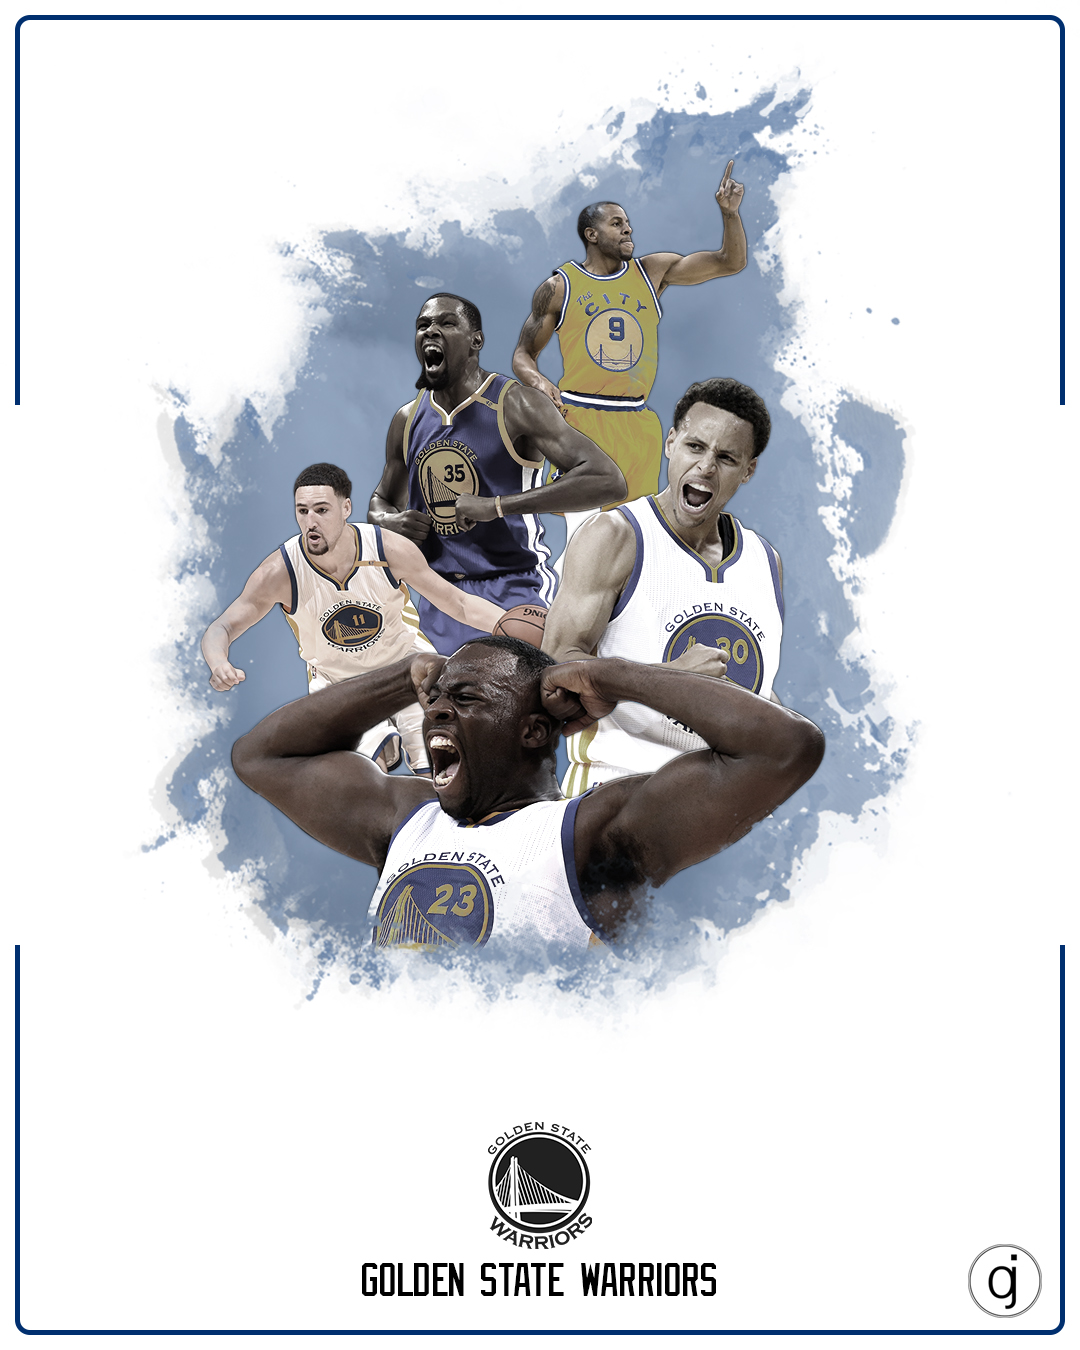 The
CITY
9
GOLDEN STATE
35
WARRIO
GOLDEN STATE
11
WARRIORS
GOLDEN STATE
30
GOLDEN STATE
23
GOLDEN STATE
WARRIORS
GOLDEN STATE WARRIORS
gj